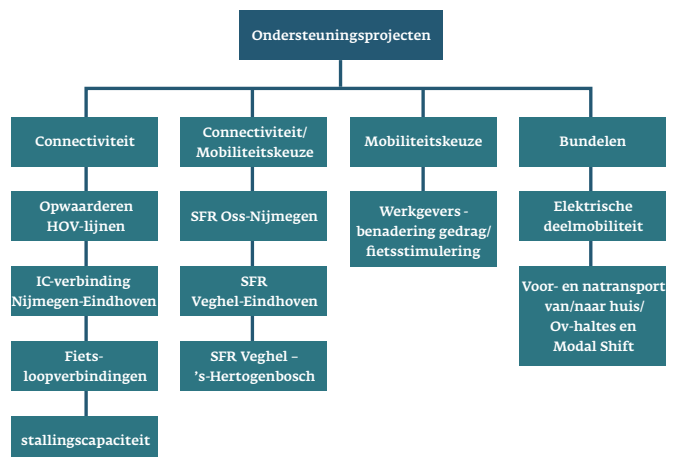 Ondersteuningsprojecten
Connectiviteit
Opwaarderen
HOV-lijnen
IC-verbinding
Nijmegen-Eindhoven
Fiets-
loopverbindingen
stallingscapaciteit
Connectiviteit/
Mobiliteitskeuze
SFR Oss-Nijmegen
SFR
Veghel-Eindhoven
SFR Veghel –
’s-Hertogenbosch
Mobiliteitskeuze
Werkgevers -
benadering gedrag/
fietsstimulering
Bundelen
Elektrische
deelmobiliteit
Voor- en natransport
van/naar huis/
Ov-haltes en
Modal Shift